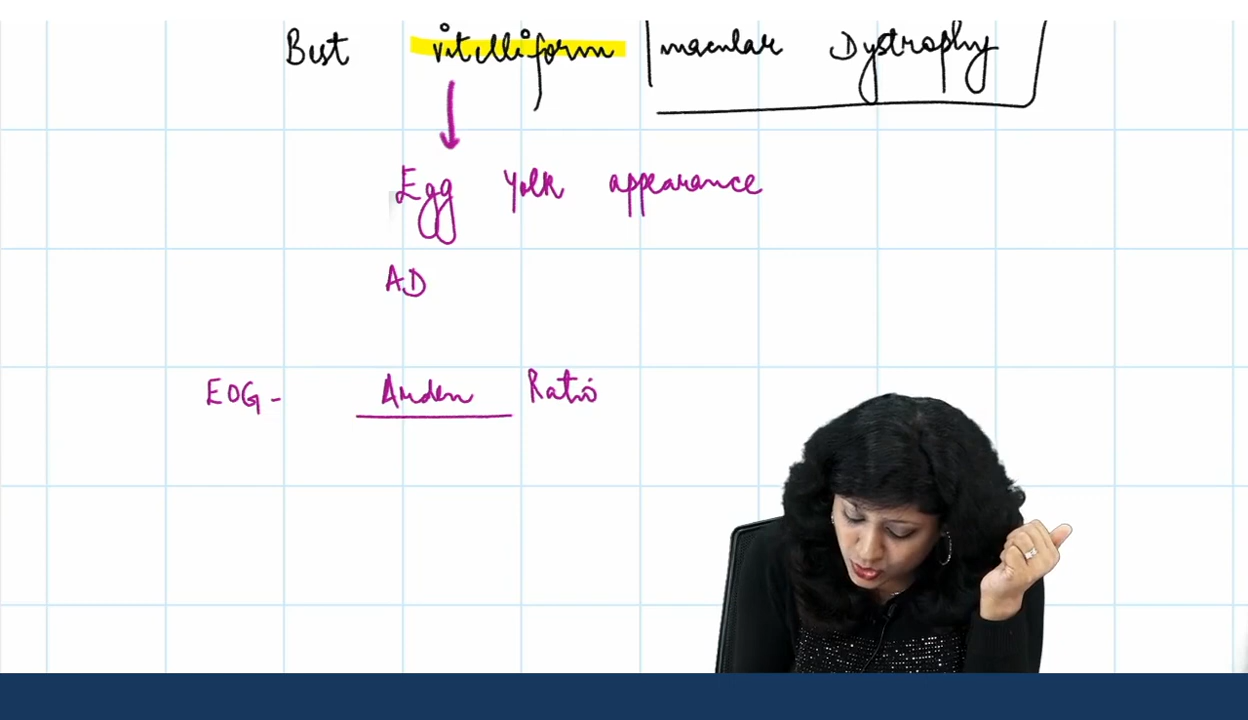 Best vitelliform macular Dystrophy
Egg Yolk appearance
AD
EOG - Arden Ratio